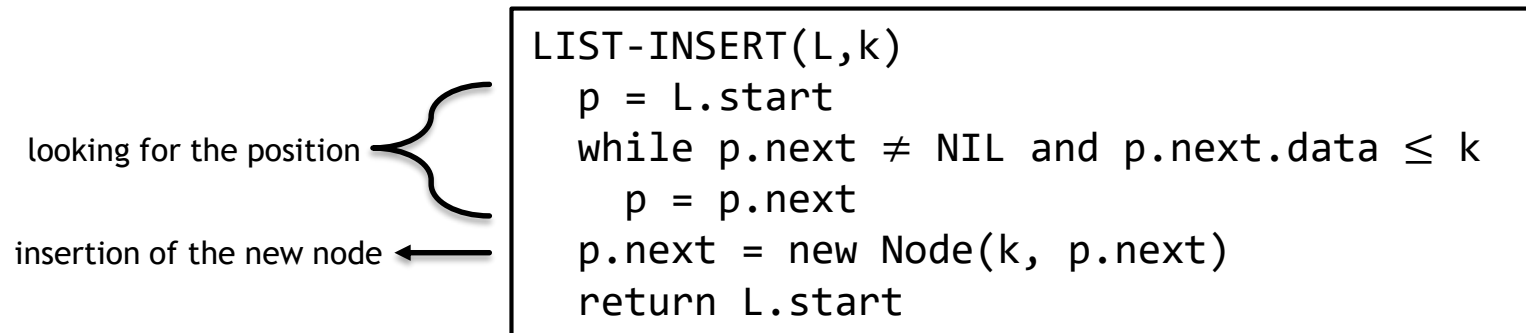 LIST-INSERT(L,k)
p = L.start
looking for the position
while p.next ≠ NIL and p.next.data ≤ k
p = p.next
insertion of the new node
p.next = new Node(k, p.next)
return L.start